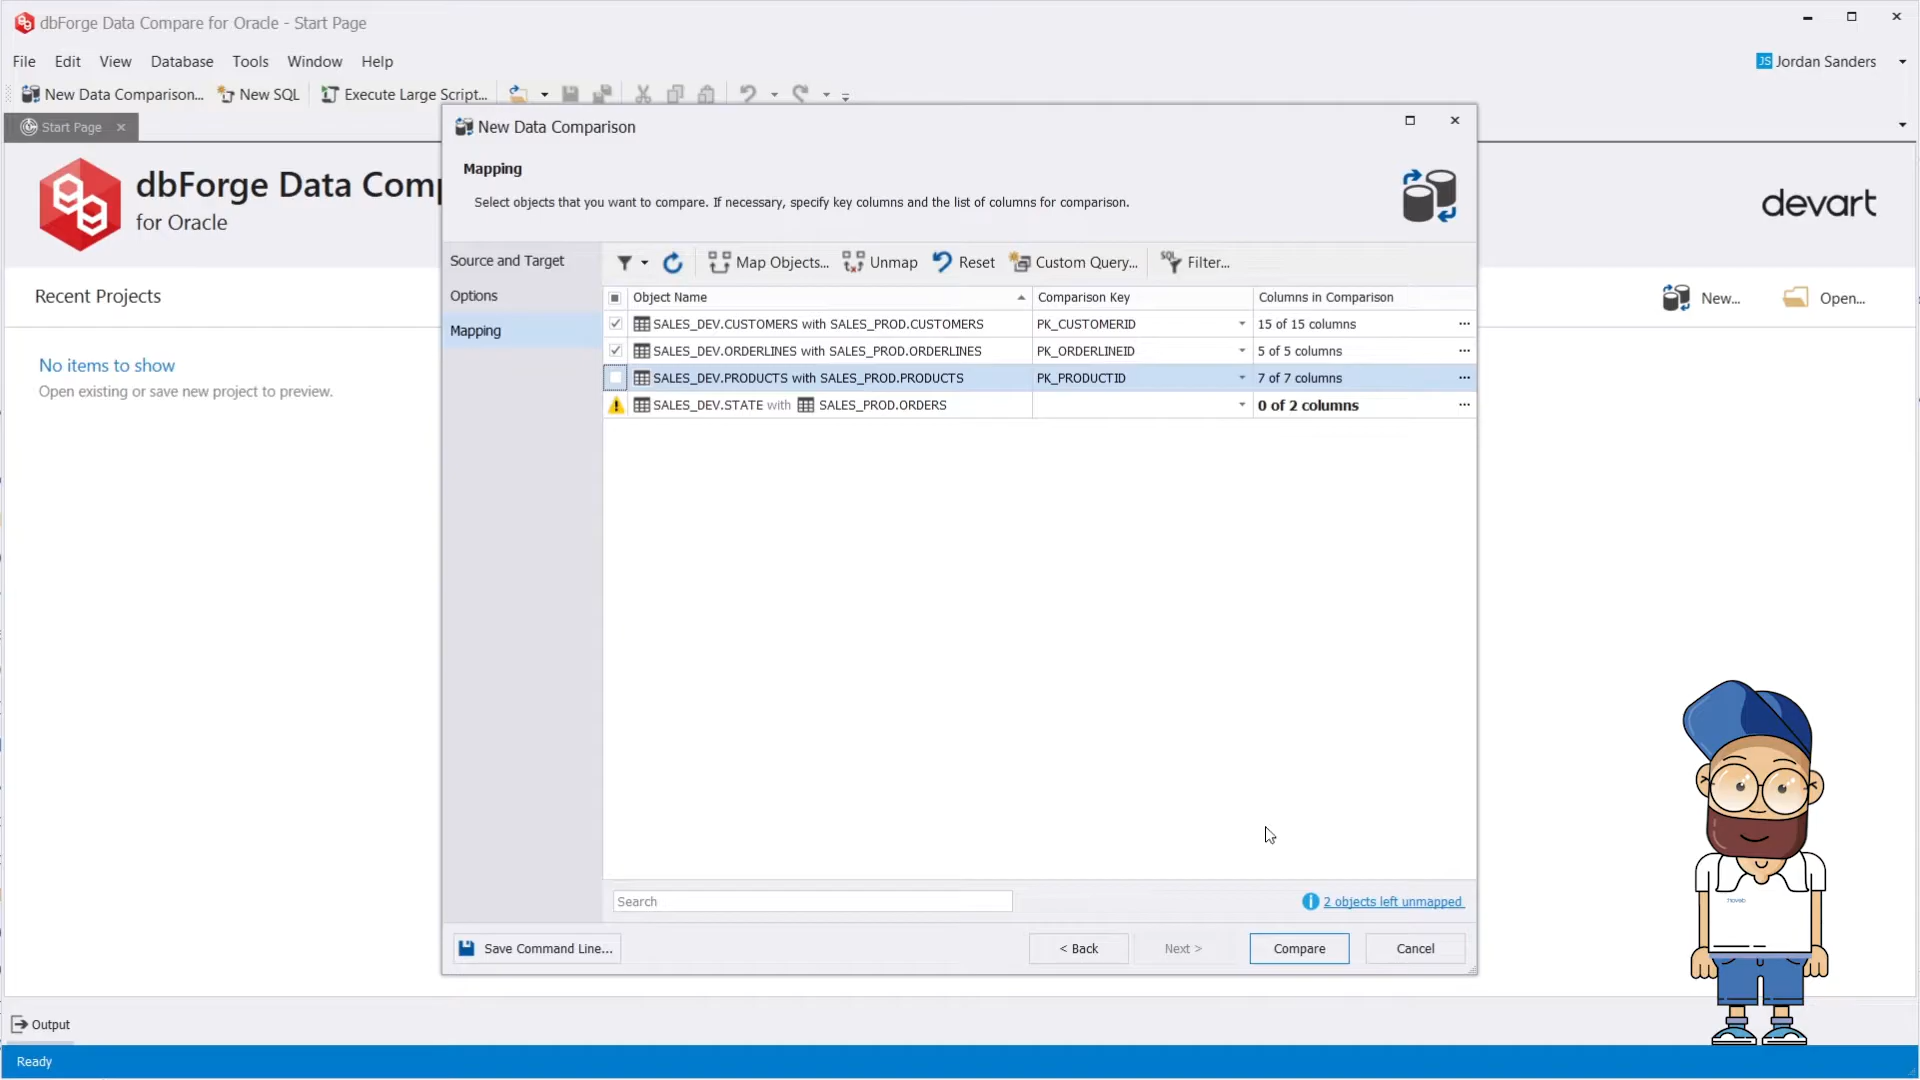 dbForge Data Compare for Oracle - Start Page
File Edit View Database Tools Window Help
JS Jordan Sanders
New Data Comparison... New SQL Execute Large Script...
Start Page
New Data Comparison
Mapping
Select objects that you want to compare. If necessary, specify key columns and the list of columns for comparison.
dbForge Data Comp
for Oracle
devart
Source and Target
Options
Mapping
Map Objects... Unmap Reset Custom Query... SQL Filter...
Recent Projects
New... Open...
Object Name Comparison Key Columns in Comparison
SALES_DEV.CUSTOMERS with SALES_PROD.CUSTOMERS PK_CUSTOMERID 15 of 15 columns ...
SALES_DEV.ORDERLINES with SALES_PROD.ORDERLINES PK_ORDERLINEID 5 of 5 columns ...
SALES_DEV.PRODUCTS with SALES_PROD.PRODUCTS PK_PRODUCTID 7 of 7 columns ...
SALES_DEV.STATE with SALES_PROD.ORDERS 0 of 2 columns ...
No items to show
Open existing or save new project to preview.
Search
2 objects left unmapped
Save Command Line... < Back Next > Compare Cancel
Output
Ready